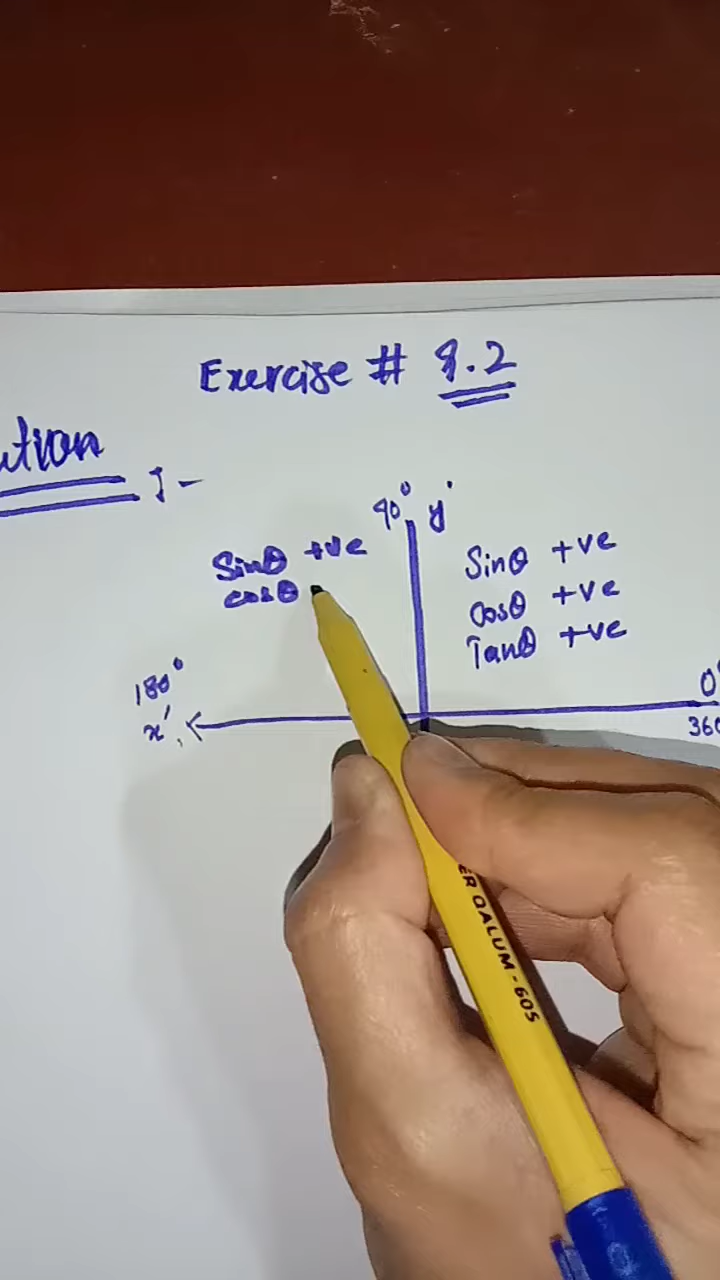 Exercise # 9.2
ution :-
90° y
Sinθ +ve
cosθ
Sinθ +ve
cosθ +ve
Tanθ +ve
180°
x'
0°
360
ER QALUM - 605